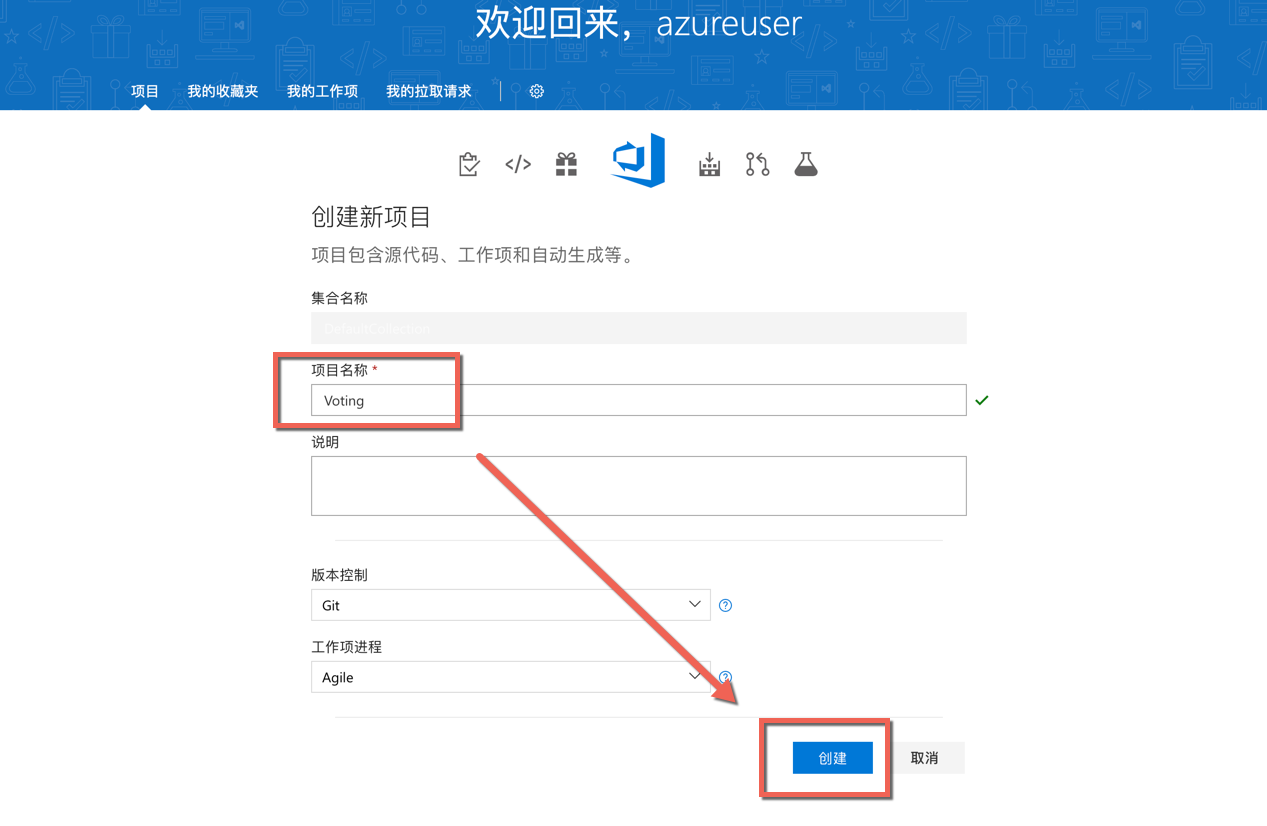 欢迎回来，azureuser
项目 我的收藏夹 我的工作项 我的拉取请求
创建新项目
项目包含源代码、工作项和自动生成等。
集合名称
DefaultCollection
项目名称 *
Voting
说明
版本控制
Git
工作项进程
Agile
创建 取消